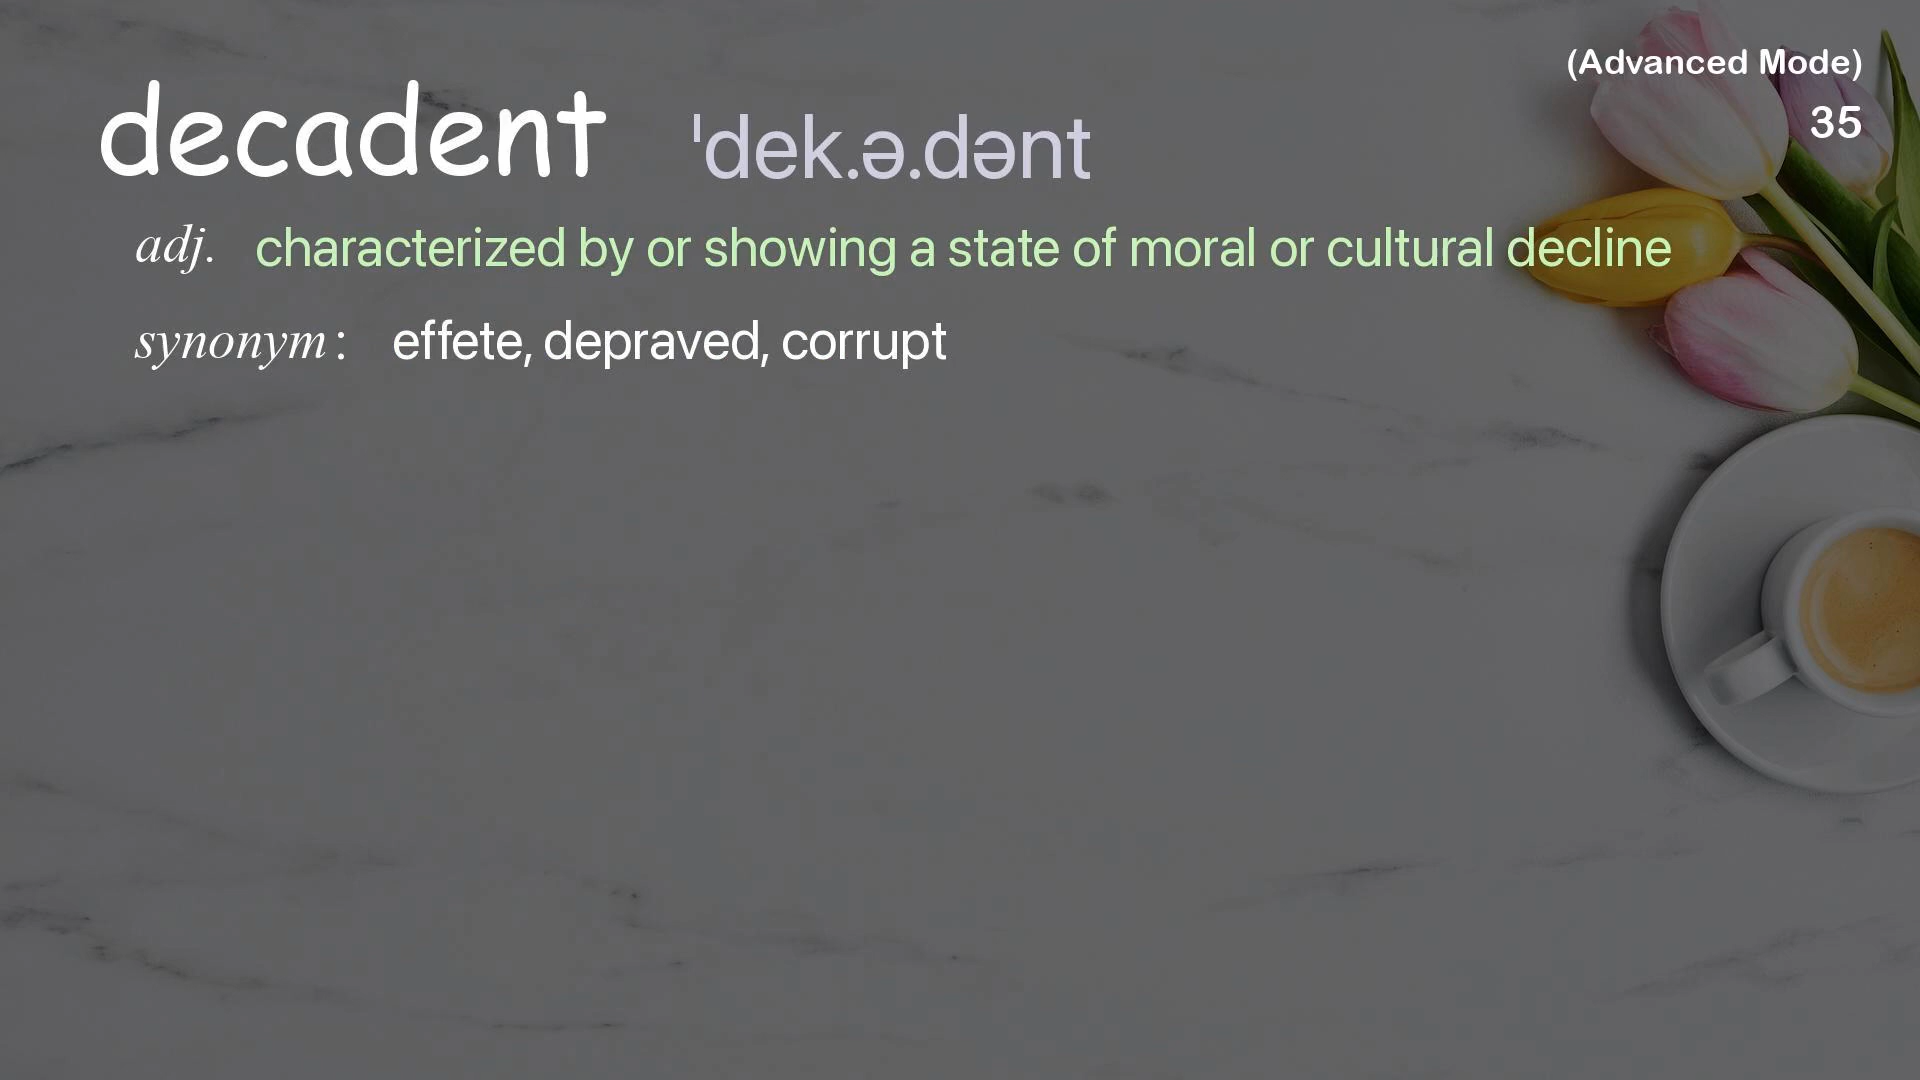 (Advanced Mode)
decadent ˈdek.ə.dənt
35
adj. characterized by or showing a state of moral or cultural decline
synonym : effete, depraved, corrupt